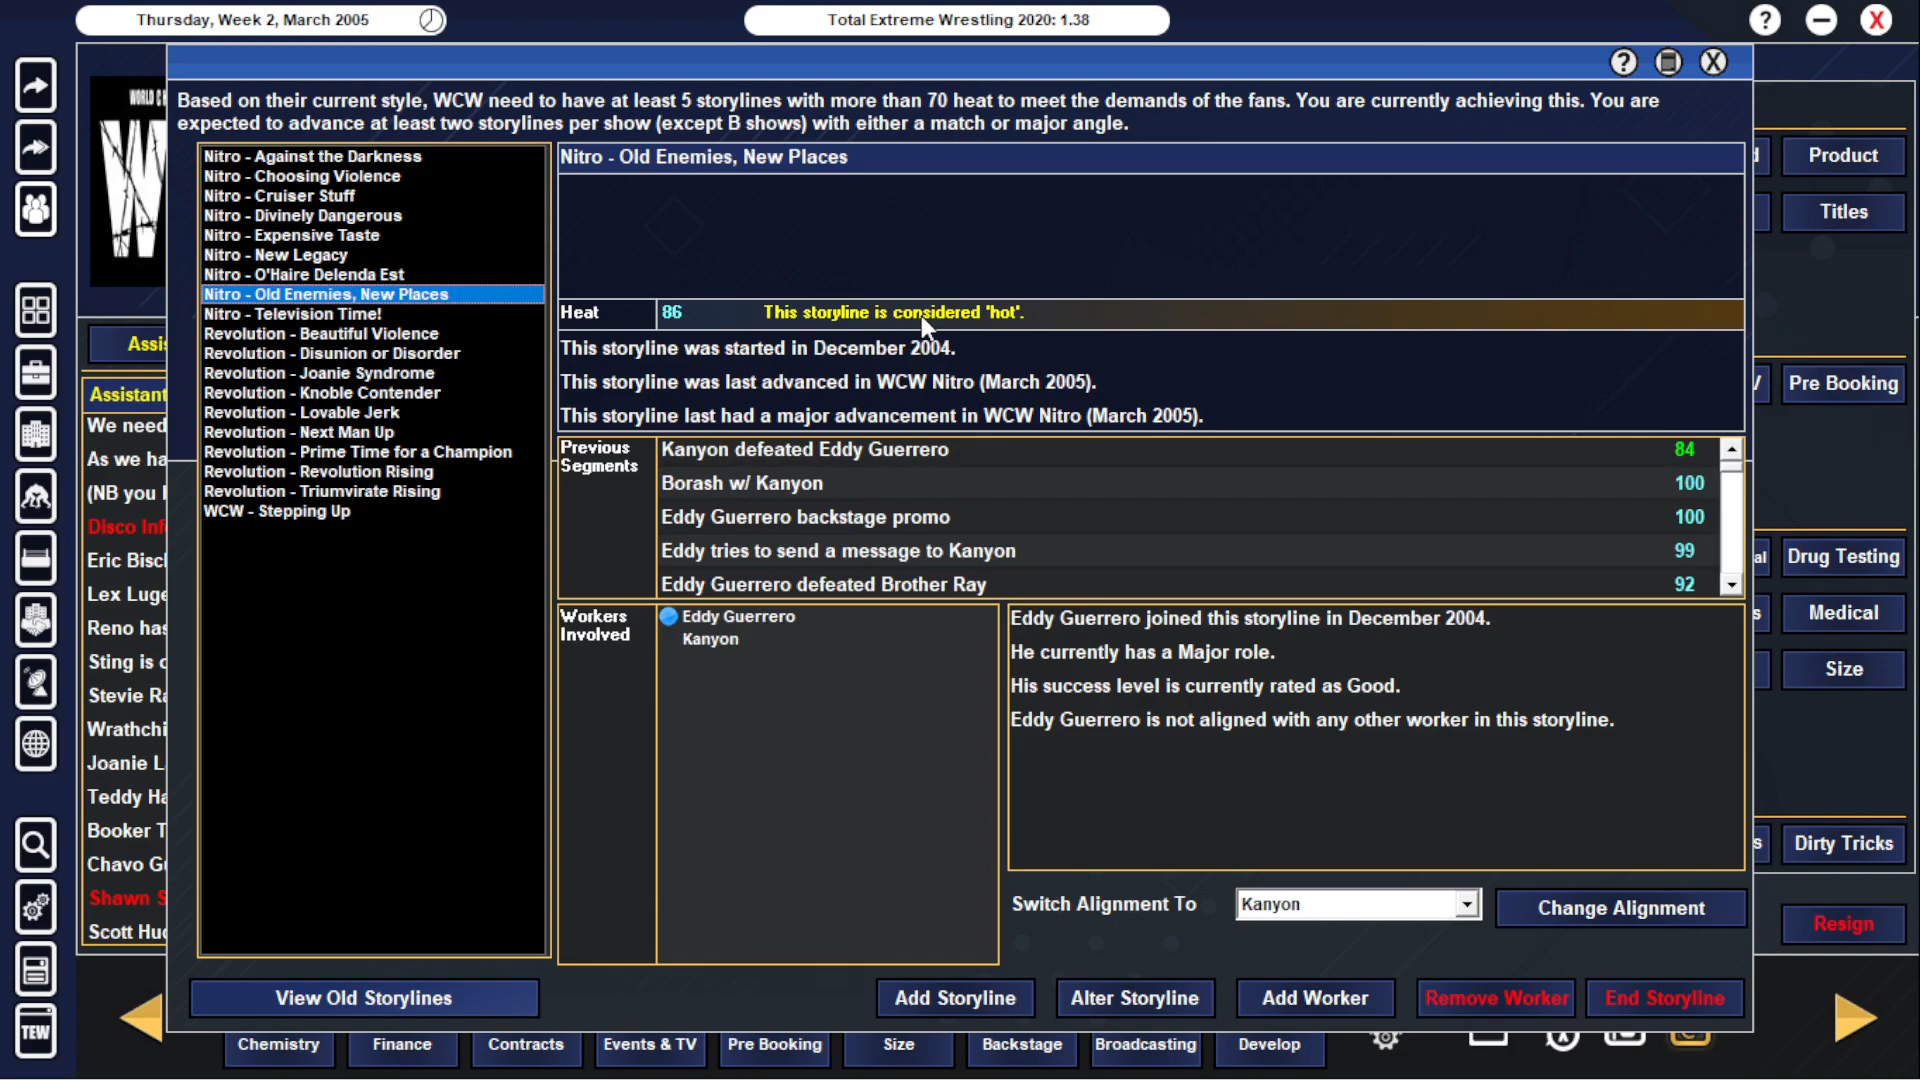 Thursday, Week 2, March 2005
Total Extreme Wrestling 2020: 1.38
?
X
? X
WORLD
Based on their current style, WCW need to have at least 5 storylines with more than 70 heat to meet the demands of the fans. You are currently achieving this. You are
expected to advance at least two storylines per show (except B shows) with either a match or major angle.
Nitro - Against the Darkness
Nitro - Choosing Violence
Nitro - Cruiser Stuff
Nitro - Divinely Dangerous
Nitro - Expensive Taste
Nitro - New Legacy
Nitro - O'Haire Delenda Est
Nitro - Old Enemies, New Places
Nitro - Television Time!
Revolution - Beautiful Violence
Revolution - Disunion or Disorder
Revolution - Joanie Syndrome
Revolution - Knoble Contender
Revolution - Lovable Jerk
Revolution - Next Man Up
Revolution - Prime Time for a Champion
Revolution - Revolution Rising
Revolution - Triumvirate Rising
WCW - Stepping Up
Nitro - Old Enemies, New Places
Heat 86 This storyline is considered 'hot'.
This storyline was started in December 2004.
This storyline was last advanced in WCW Nitro (March 2005).
This storyline last had a major advancement in WCW Nitro (March 2005).
Previous
Segments
Kanyon defeated Eddy Guerrero 84
Borash w/ Kanyon 100
Eddy Guerrero backstage promo 100
Eddy tries to send a message to Kanyon 99
Eddy Guerrero defeated Brother Ray 92
Workers
Involved
Eddy Guerrero
Kanyon
Eddy Guerrero joined this storyline in December 2004.
He currently has a Major role.
His success level is currently rated as Good.
Eddy Guerrero is not aligned with any other worker in this storyline.
Switch Alignment To Kanyon Change Alignment
View Old Storylines Add Storyline Alter Storyline Add Worker Remove Worker End Storyline
Assis
Assistant
We need
As we ha
(NB you
Disco Inf
Eric Bisch
Lex Luge
Reno has
Sting is
Stevie Ra
Wrathchi
Joanie L
Teddy Ha
Booker T
Chavo Gu
Shawn S
Scott Hud
Product
Titles
Pre Booking
al Drug Testing
s Medical
Size
s Dirty Tricks
Resign
TEW
Chemistry Finance Contracts Events & TV Pre Booking Size Backstage Broadcasting Develop